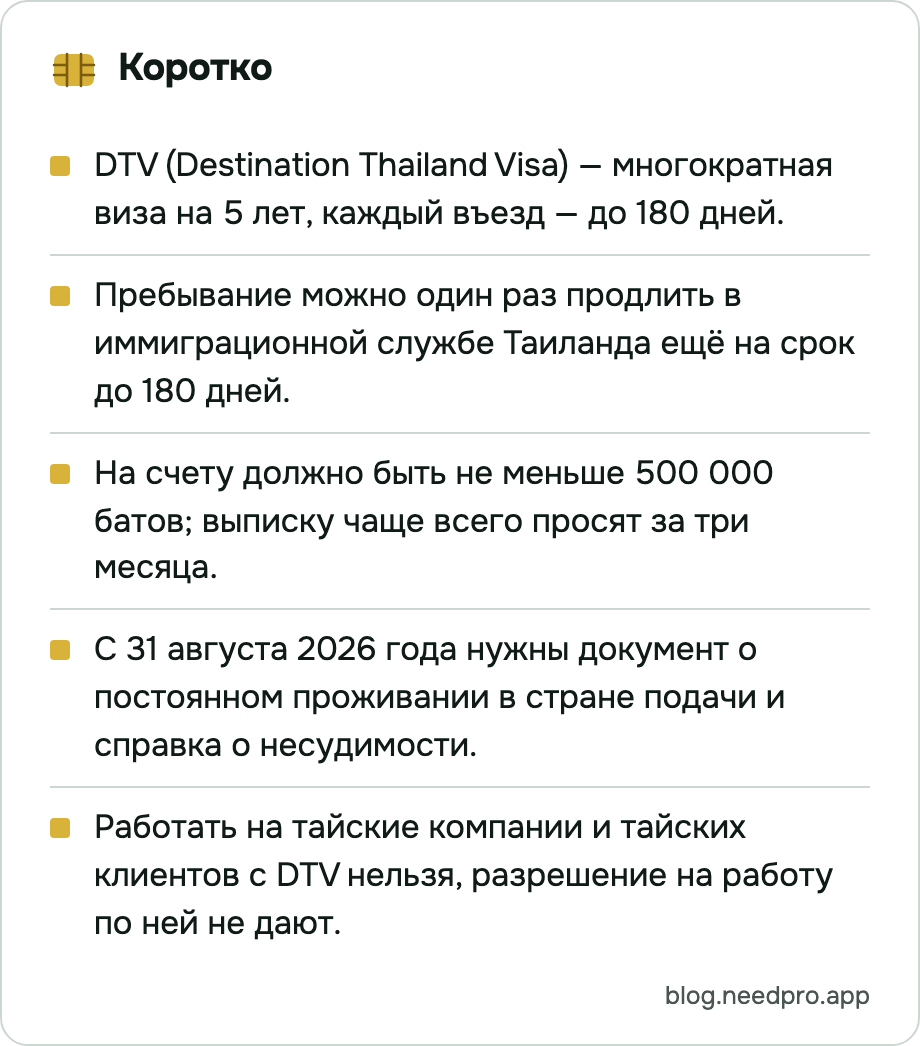 Коротко
DTV (Destination Thailand Visa) — многократная
виза на 5 лет, каждый въезд — до 180 дней.
Пребывание можно один раз продлить в
иммиграционной службе Таиланда ещё на срок
до 180 дней.
На счету должно быть не меньше 500 000
батов; выписку чаще всего просят за три
месяца.
С 31 августа 2026 года нужны документ о
постоянном проживании в стране подачи и
справка о несудимости.
Работать на тайские компании и тайских
клиентов с DTV нельзя, разрешение на работу
по ней не дают.
blog.needpro.app